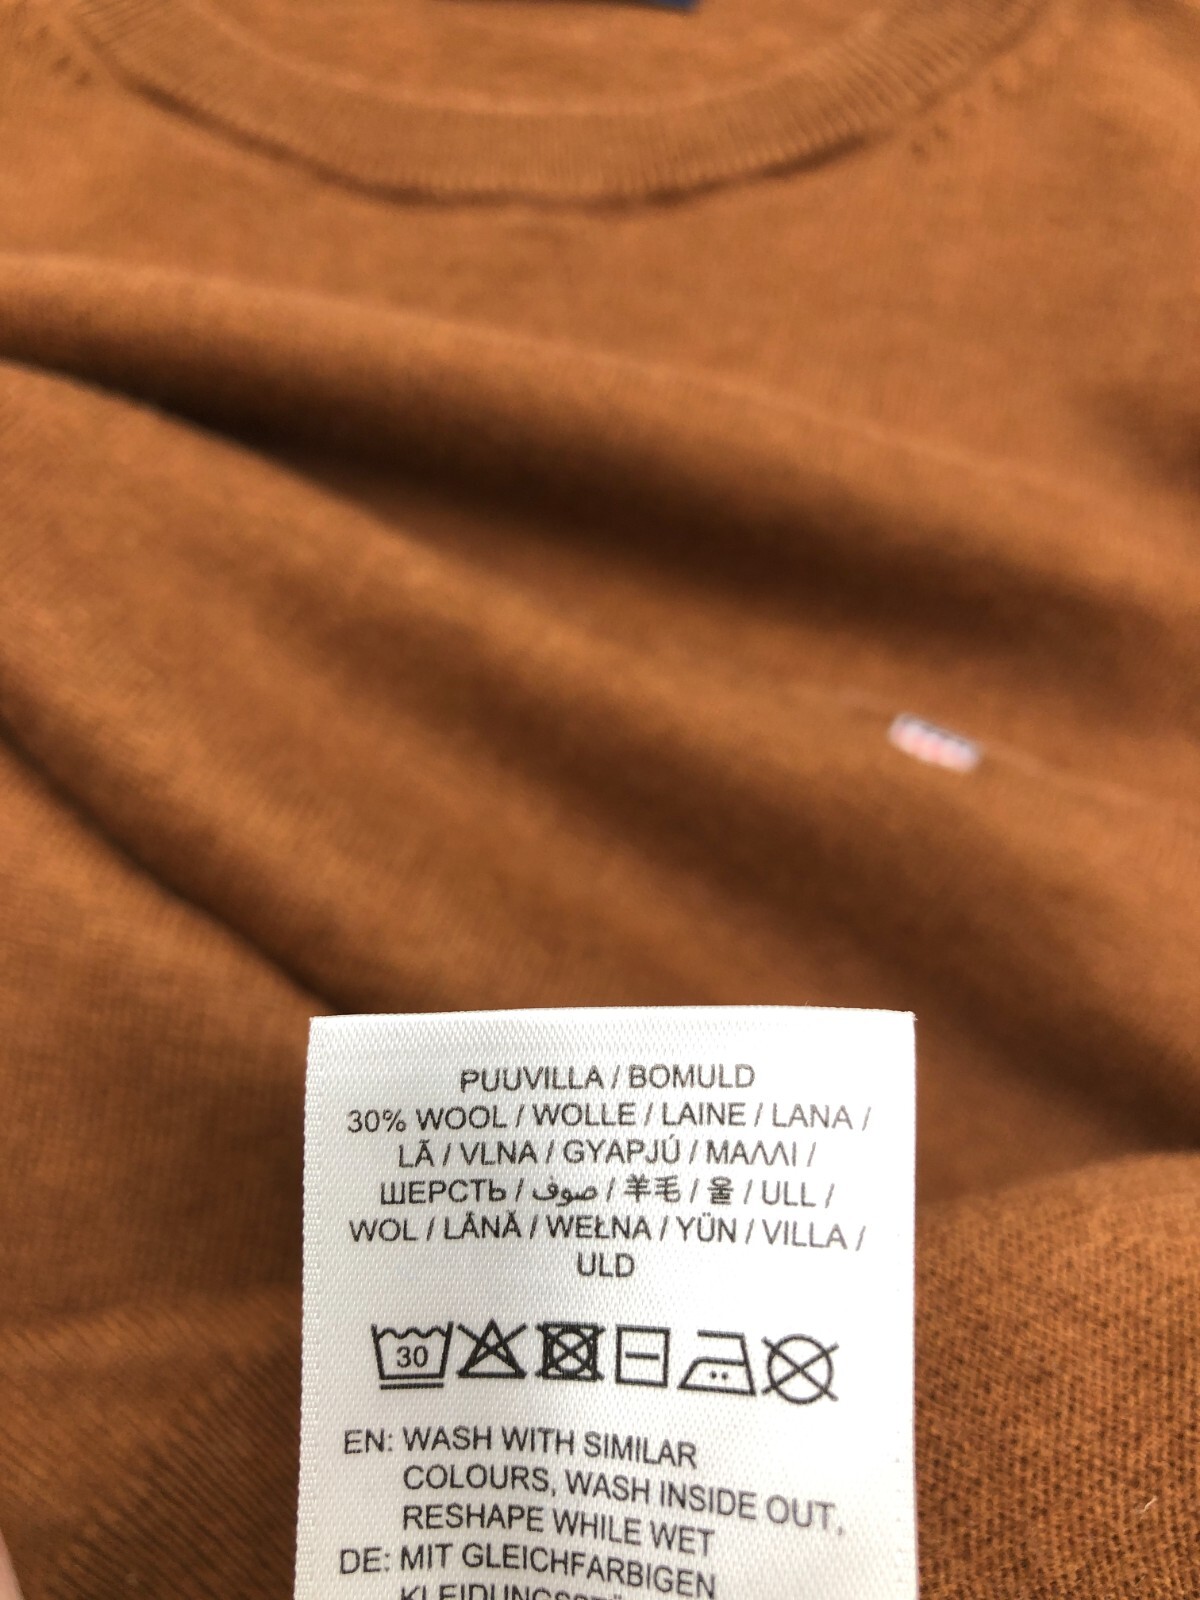 PUUVILLA / BOMULD
30% WOOL / WOLLE / LAINE / LANA /
LÃ / VLNA / GYAPJÚ / ΜΑΛΛΙ /
ШЕРСТЬ / صوف / 羊毛 / 울 / ULL /
WOL / LÂNĂ / WEŁNA / YÜN / VILLA /
ULD
30
EN: WASH WITH SIMILAR
COLOURS, WASH INSIDE OUT,
RESHAPE WHILE WET
DE: MIT GLEICHFARBIGEN